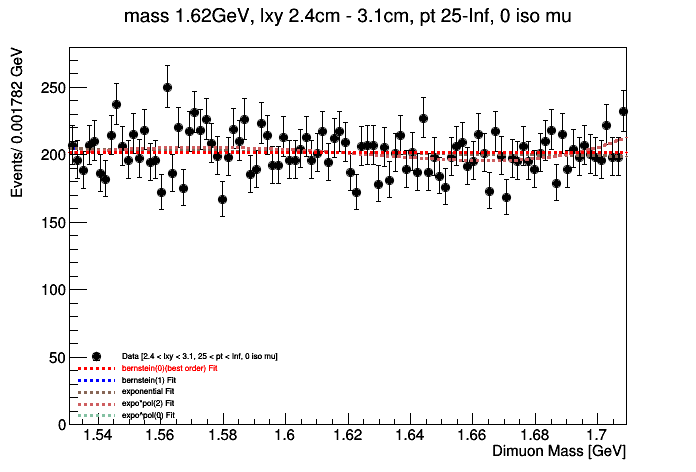 mass 1.62GeV, lxy 2.4cm - 3.1cm, pt 25-Inf, 0 iso mu
Events/ 0.001782 GeV
250
200
150
100
50
0
Data [2.4 < lxy < 3.1, 25 < pt < Inf, 0 iso mu]
bernstein(0)(best order) Fit
bernstein(1) Fit
exponential Fit
expo*pol(2) Fit
expo^pol(0) Fit
1.54 1.56 1.58 1.6 1.62 1.64 1.66 1.68 1.7
Dimuon Mass [GeV]